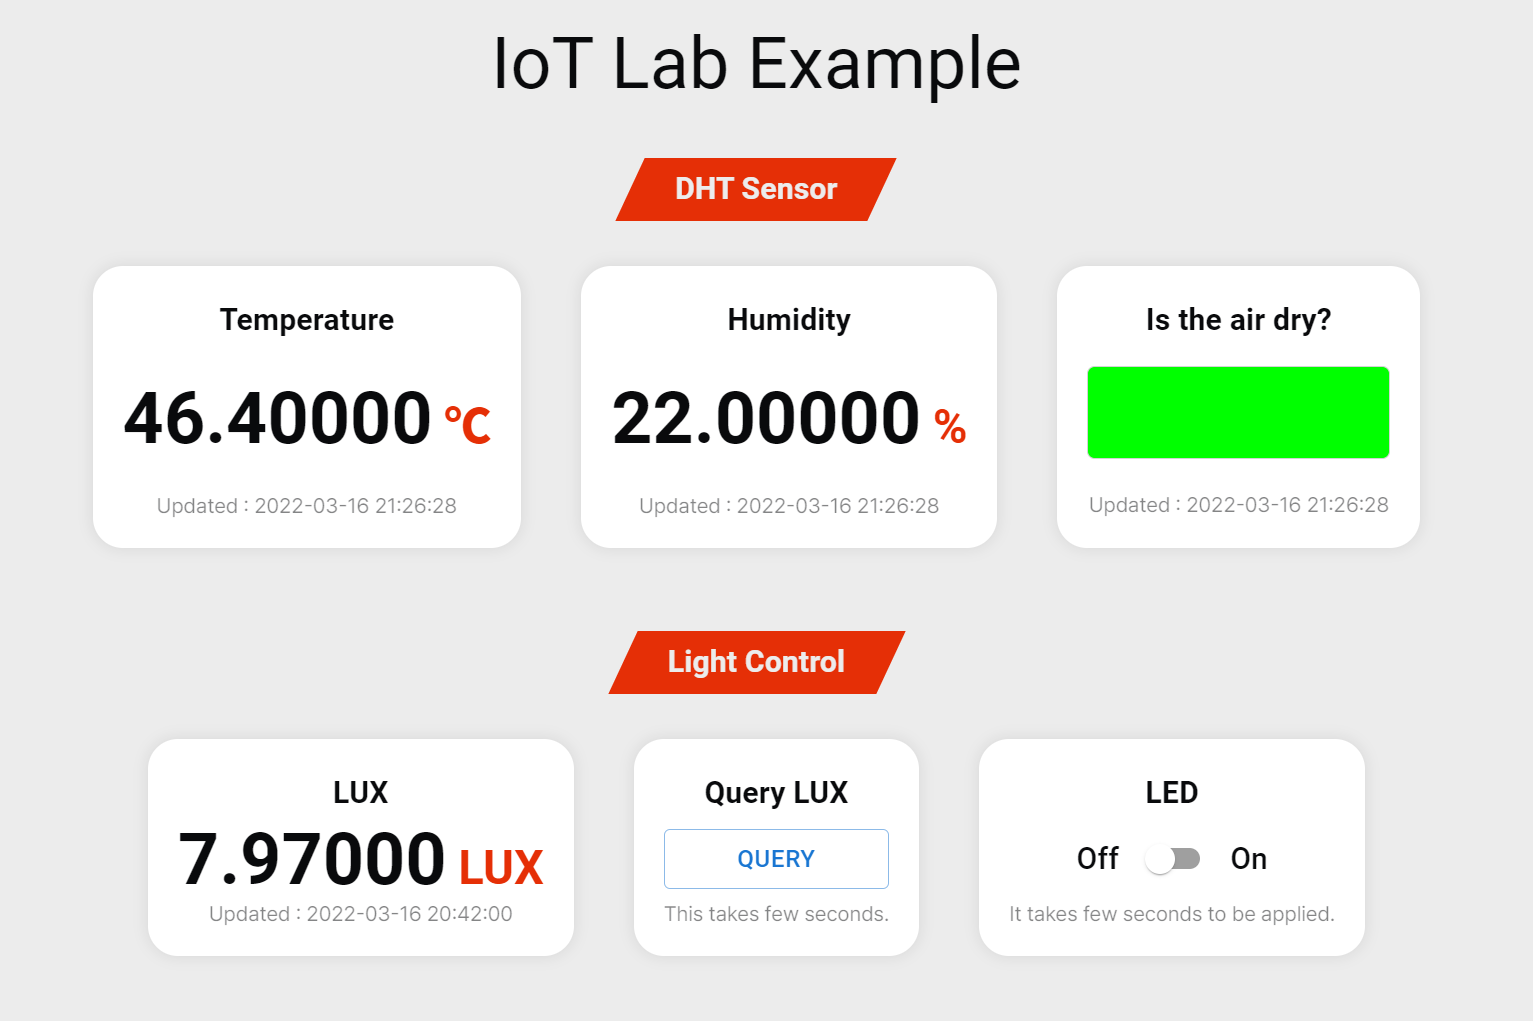 IoT Lab Example
DHT Sensor
Temperature
46.40000 °C
Updated : 2022-03-16 21:26:28
Humidity
22.00000 %
Updated : 2022-03-16 21:26:28
Is the air dry?
Updated : 2022-03-16 21:26:28
Light Control
LUX
7.97000 LUX
Updated : 2022-03-16 20:42:00
Query LUX
QUERY
This takes few seconds.
LED
Off On
It takes few seconds to be applied.